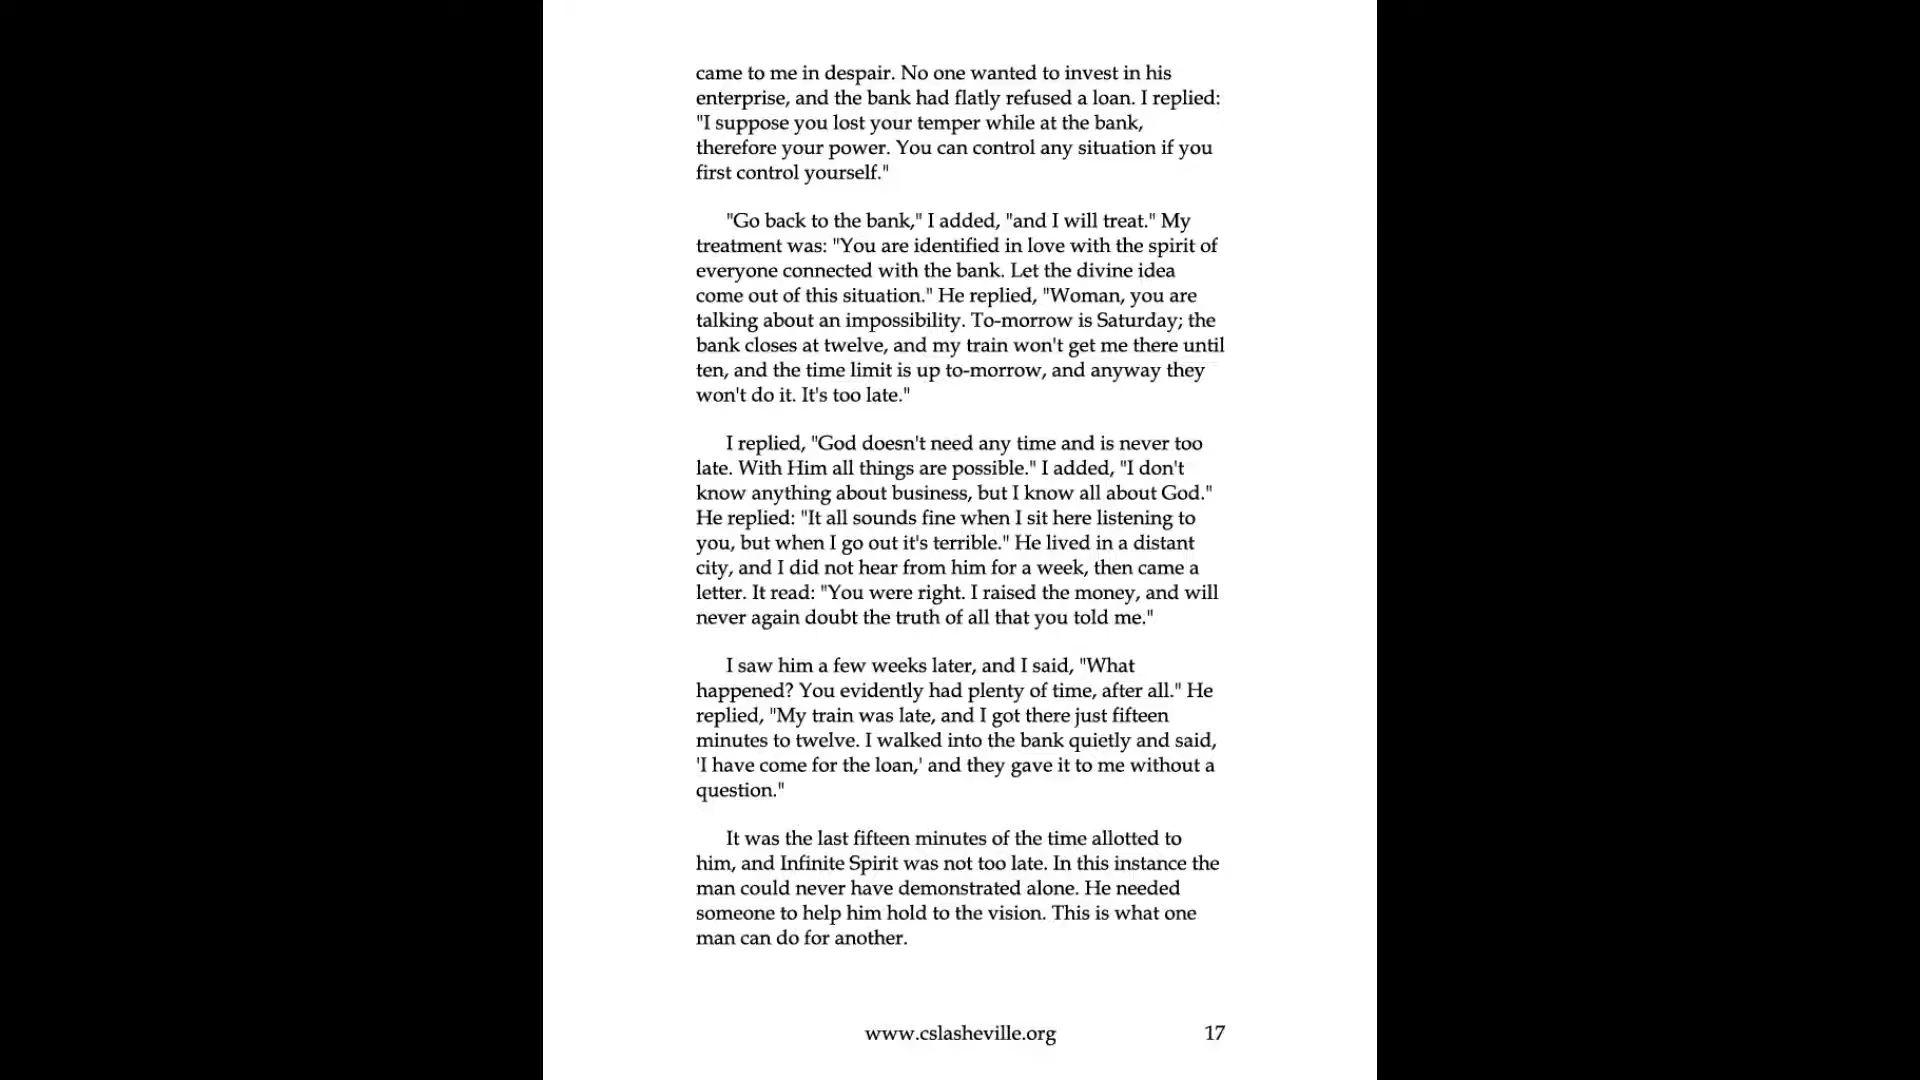 came to me in despair. No one wanted to invest in his
enterprise, and the bank had flatly refused a loan. I replied:
"I suppose you lost your temper while at the bank,
therefore your power. You can control any situation if you
first control yourself."
"Go back to the bank," I added, "and I will treat." My
treatment was: "You are identified in love with the spirit of
everyone connected with the bank. Let the divine idea
come out of this situation." He replied, "Woman, you are
talking about an impossibility. To-morrow is Saturday; the
bank closes at twelve, and my train won't get me there until
ten, and the time limit is up to-morrow, and anyway they
won't do it. It's too late."
I replied, "God doesn't need any time and is never too
late. With Him all things are possible." I added, "I don't
know anything about business, but I know all about God."
He replied: "It all sounds fine when I sit here listening to
you, but when I go out it's terrible." He lived in a distant
city, and I did not hear from him for a week, then came a
letter. It read: "You were right. I raised the money, and will
never again doubt the truth of all that you told me."
I saw him a few weeks later, and I said, "What
happened? You evidently had plenty of time, after all." He
replied, "My train was late, and I got there just fifteen
minutes to twelve. I walked into the bank quietly and said,
'I have come for the loan,' and they gave it to me without a
question."
It was the last fifteen minutes of the time allotted to
him, and Infinite Spirit was not too late. In this instance the
man could never have demonstrated alone. He needed
someone to help him hold to the vision. This is what one
man can do for another.
www.cslasheville.org 17